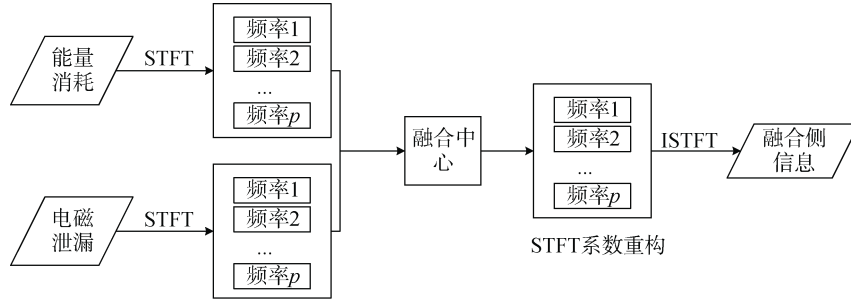 能量
消耗
STFT
频率1
频率2
...
频率p
电磁
泄漏
STFT
频率1
频率2
...
频率p
融合中
心
频率1
频率2
...
频率p
STFT系数重构
ISTFT
融合侧
信息